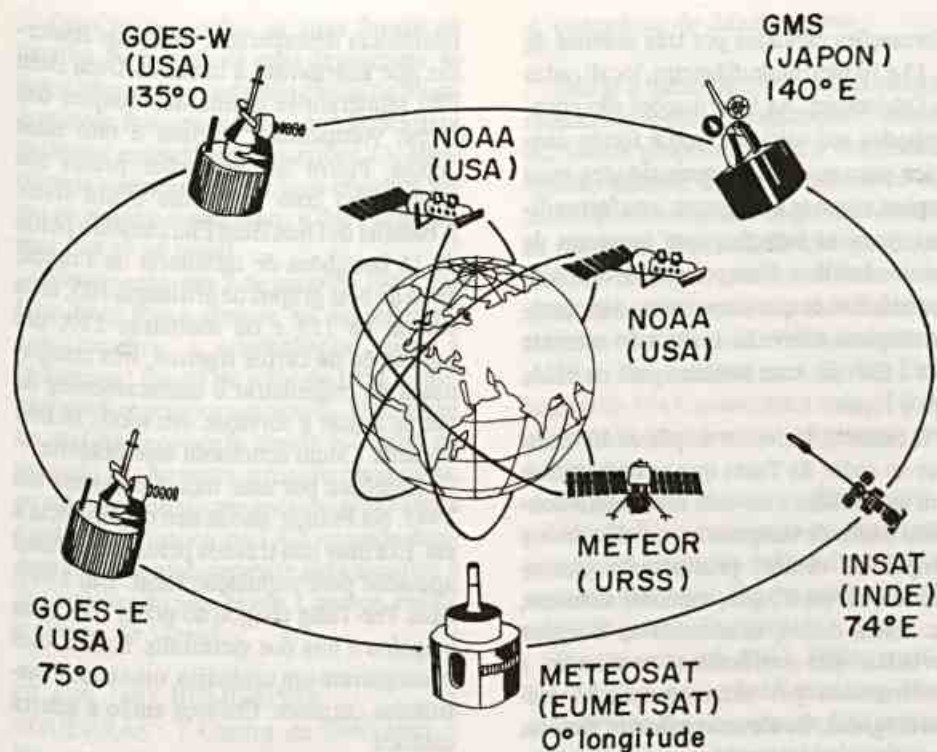 GOES-W
(USA)
135°O
GMS
(JAPON)
140°E
NOAA
(USA)
NOAA
(USA)
METEOR
(URSS)
INSAT
(INDE)
74°E
GOES-E
(USA)
75°O
METEOSAT
(EUMETSAT)
0° longitude